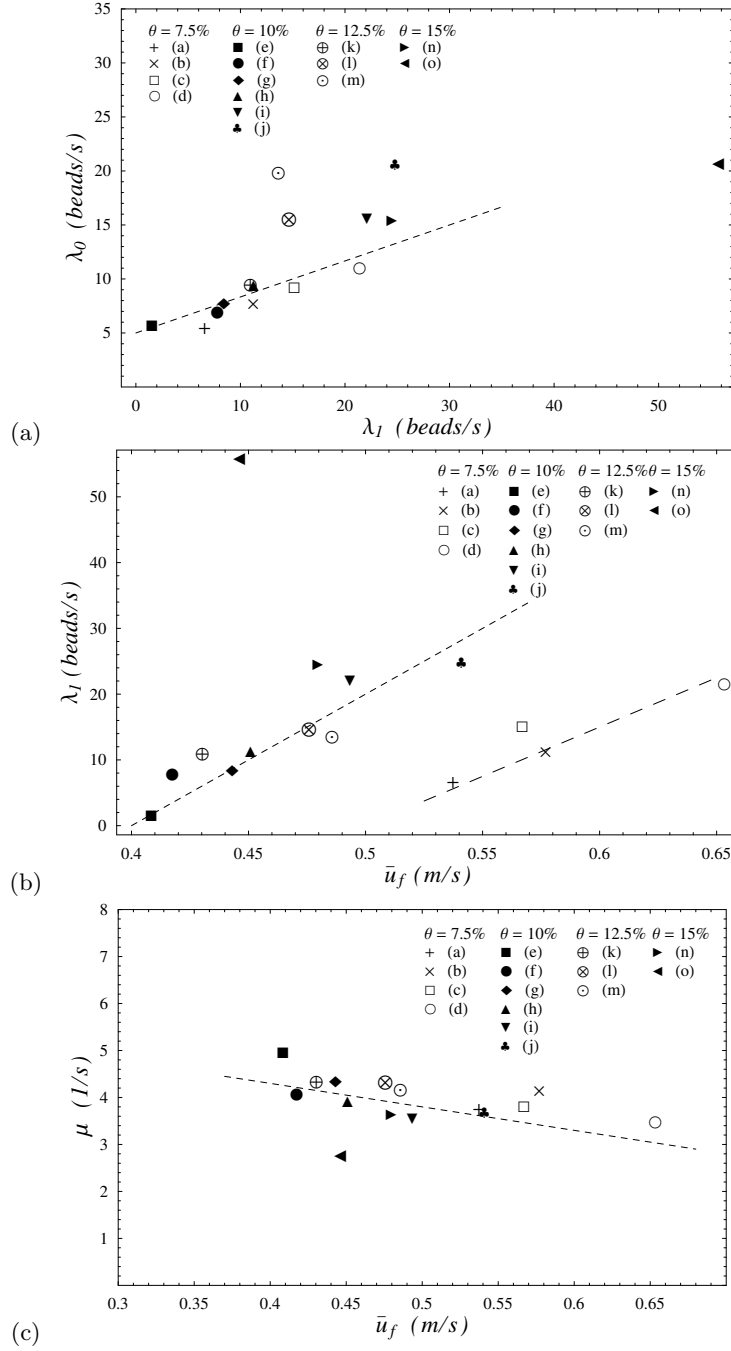 35
30
25
20
15
10
5
λ₀ (beads/s)
θ = 7.5% θ = 10% θ = 12.5% θ = 15%
(a) (e) (k) (n)
(b) (f) (l) (o)
(c) (g) (m)
(d) (h)
(i)
(j)
0 10 20 30 40 50
λ₁ (beads/s)
(a)
50
40
30
20
10
0
λ₁ (beads/s)
θ = 7.5% θ = 10% θ = 12.5% θ = 15%
(a) (e) (k) (n)
(b) (f) (l) (o)
(c) (g) (m)
(d) (h)
(i)
(j)
0.4 0.45 0.5 0.55 0.6 0.65
ū_f (m/s)
(b)
8
7
6
5
4
3
2
1
μ (1/s)
θ = 7.5% θ = 10% θ = 12.5% θ = 15%
(a) (e) (k) (n)
(b) (f) (l) (o)
(c) (g) (m)
(d) (h)
(i)
(j)
0.3 0.35 0.4 0.45 0.5 0.55 0.6 0.65
ū_f (m/s)
(c)